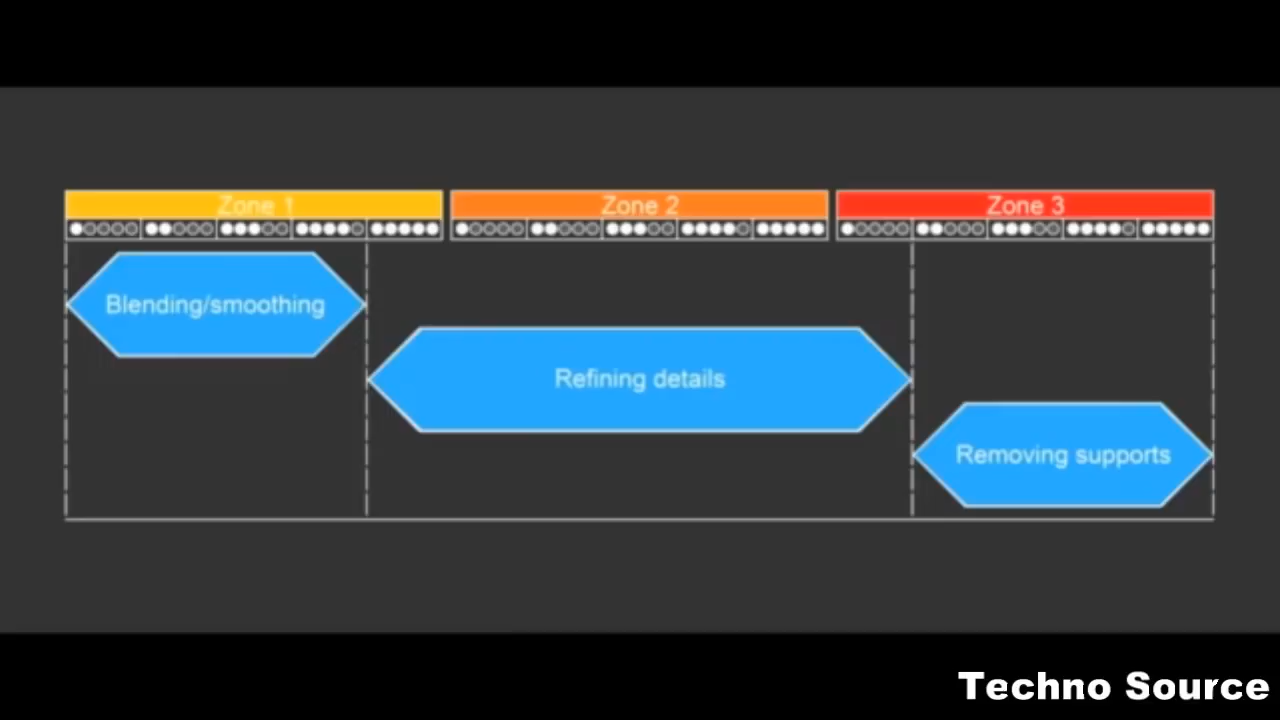 Zone 1
Zone 2
Zone 3
Blending/smoothing
Refining details
Removing supports
Techno Source